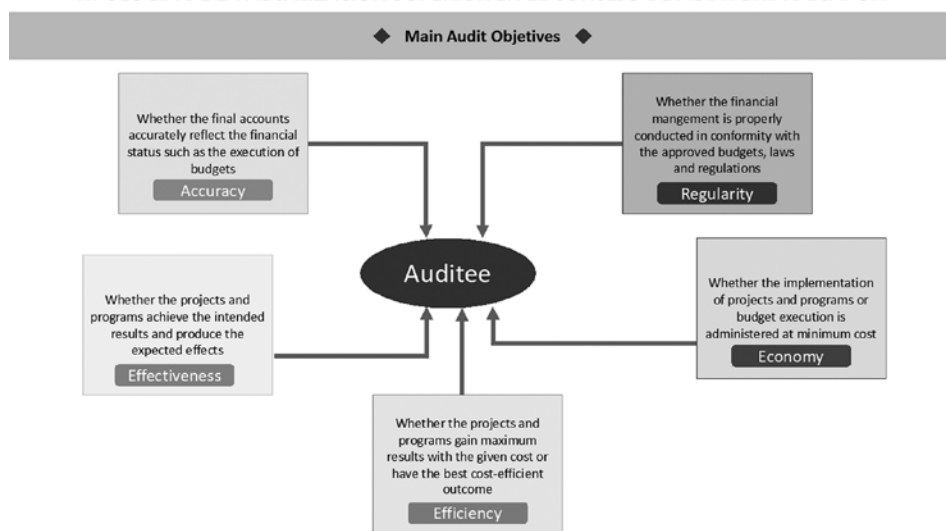 Main Audit Objetives
Whether the final accounts
accurately reflect the financial
status such as the execution of
budgets
Accuracy
Whether the financial
mangement is properly
conducted in conformity with
the approved budgets, laws
and regulations
Regularity
Auditee
Whether the projects and
programs achieve the intended
results and produce the
expected effects
Effectiveness
Whether the implementation
of projects and programs or
budget execution is
administered at minimum cost
Economy
Whether the projects and
programs gain maximum
results with the given cost or
have the best cost-efficient
outcome
Efficiency